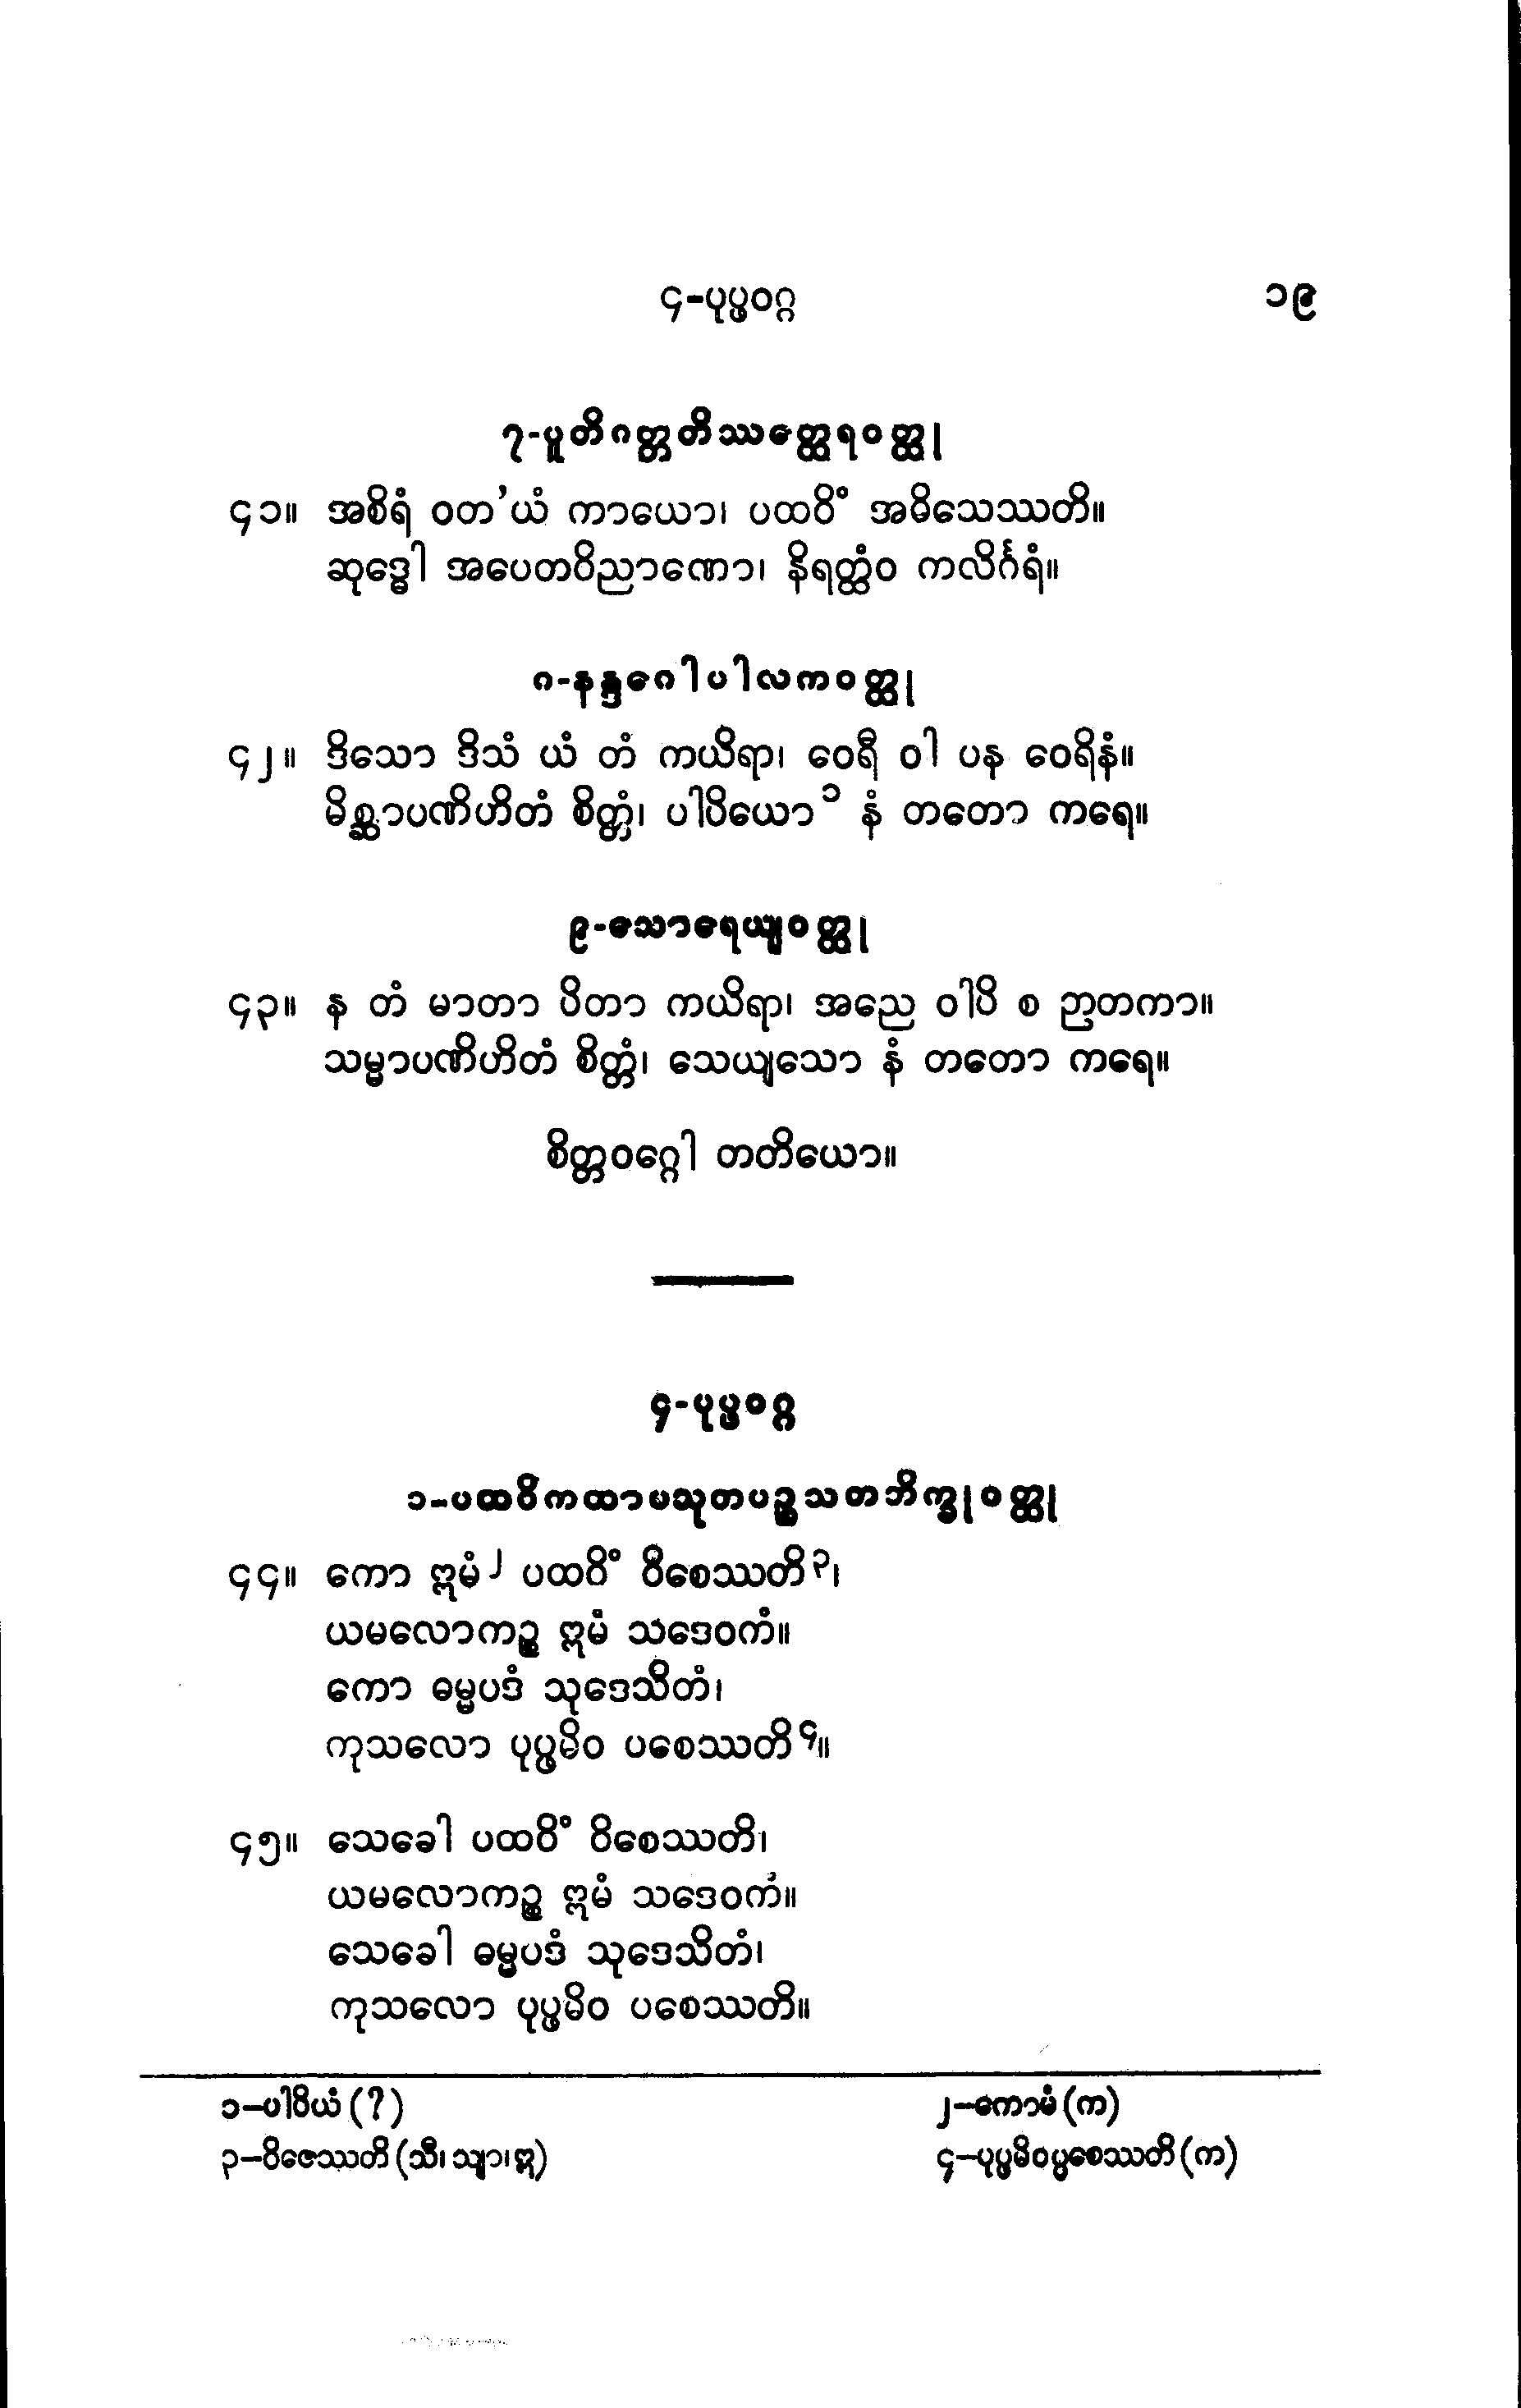 ၄-ပုပ္ဖဝဂ္ဂ ၁၉
၇-ပူတိဂတ္တတိဿတ္ထေရဝတ္ထု
၄၁။ အစိရံ ဝတ’ယံ ကာယော၊ ပထဝိံ အဓိသေဿတိ။
ဆုဒ္ဓေါ အပေတဝိညာဏော၊ နိရတ္ထံဝ ကလိင်္ဂရံ။
ဂ-နန္ဒဂေါပါလကဝတ္ထု
၄၂။ ဒိသော ဒိသံ ယံ တံ ကယိရာ၊ ဝေရီ ဝါ ပန ဝေရိနံ။
မိစ္ဆာပဏိဟိတံ စိတ္တံ၊ ပါပိယော၁ နံ တတော ကရေ။
၉-သောရေယျဝတ္ထု
၄၃။ န တံ မာတာ ပိတာ ကယိရာ၊ အညေ ဝါပိ စ ဉာတကာ။
သမ္မာပဏိဟိတံ စိတ္တံ၊ သေယျသော နံ တတော ကရေ။
စိတ္တဝဂ္ဂေါ တတိယော။
၄-ပုပ္ဖဝဂ္ဂ
၁-ပထဝိကထာပသုတပဉ္စသတဘိက္ခုဝတ္ထု
၄၄။ ကော ဣမံ၂ ပထဝိံ ဝိစေဿတိ၃၊
ယမလောကဉ္စ ဣမံ သဒေဝကံ။
ကော ဓမ္မပဒံ သုဒေသိတံ၊
ကုသလော ပုပ္ဖမိဝ ပစေဿတိ၄။
၄၅။ သေခေါ ပထဝိံ ဝိစေဿတိ၊
ယမလောကဉ္စ ဣမံ သဒေဝကံ။
သေခေါ ဓမ္မပဒံ သုဒေသိတံ၊
ကုသလော ပုပ္ဖမိဝ ပစေဿတိ။
၁—ပါပိယံ (?) ၂—ကောမံ (က)
၃—ဝိဇေဿတိ (သီ၊ သျာ၊ ဣ) ၄—ပုပ္ဖမိဝပ္ပစေဿတိ (က)